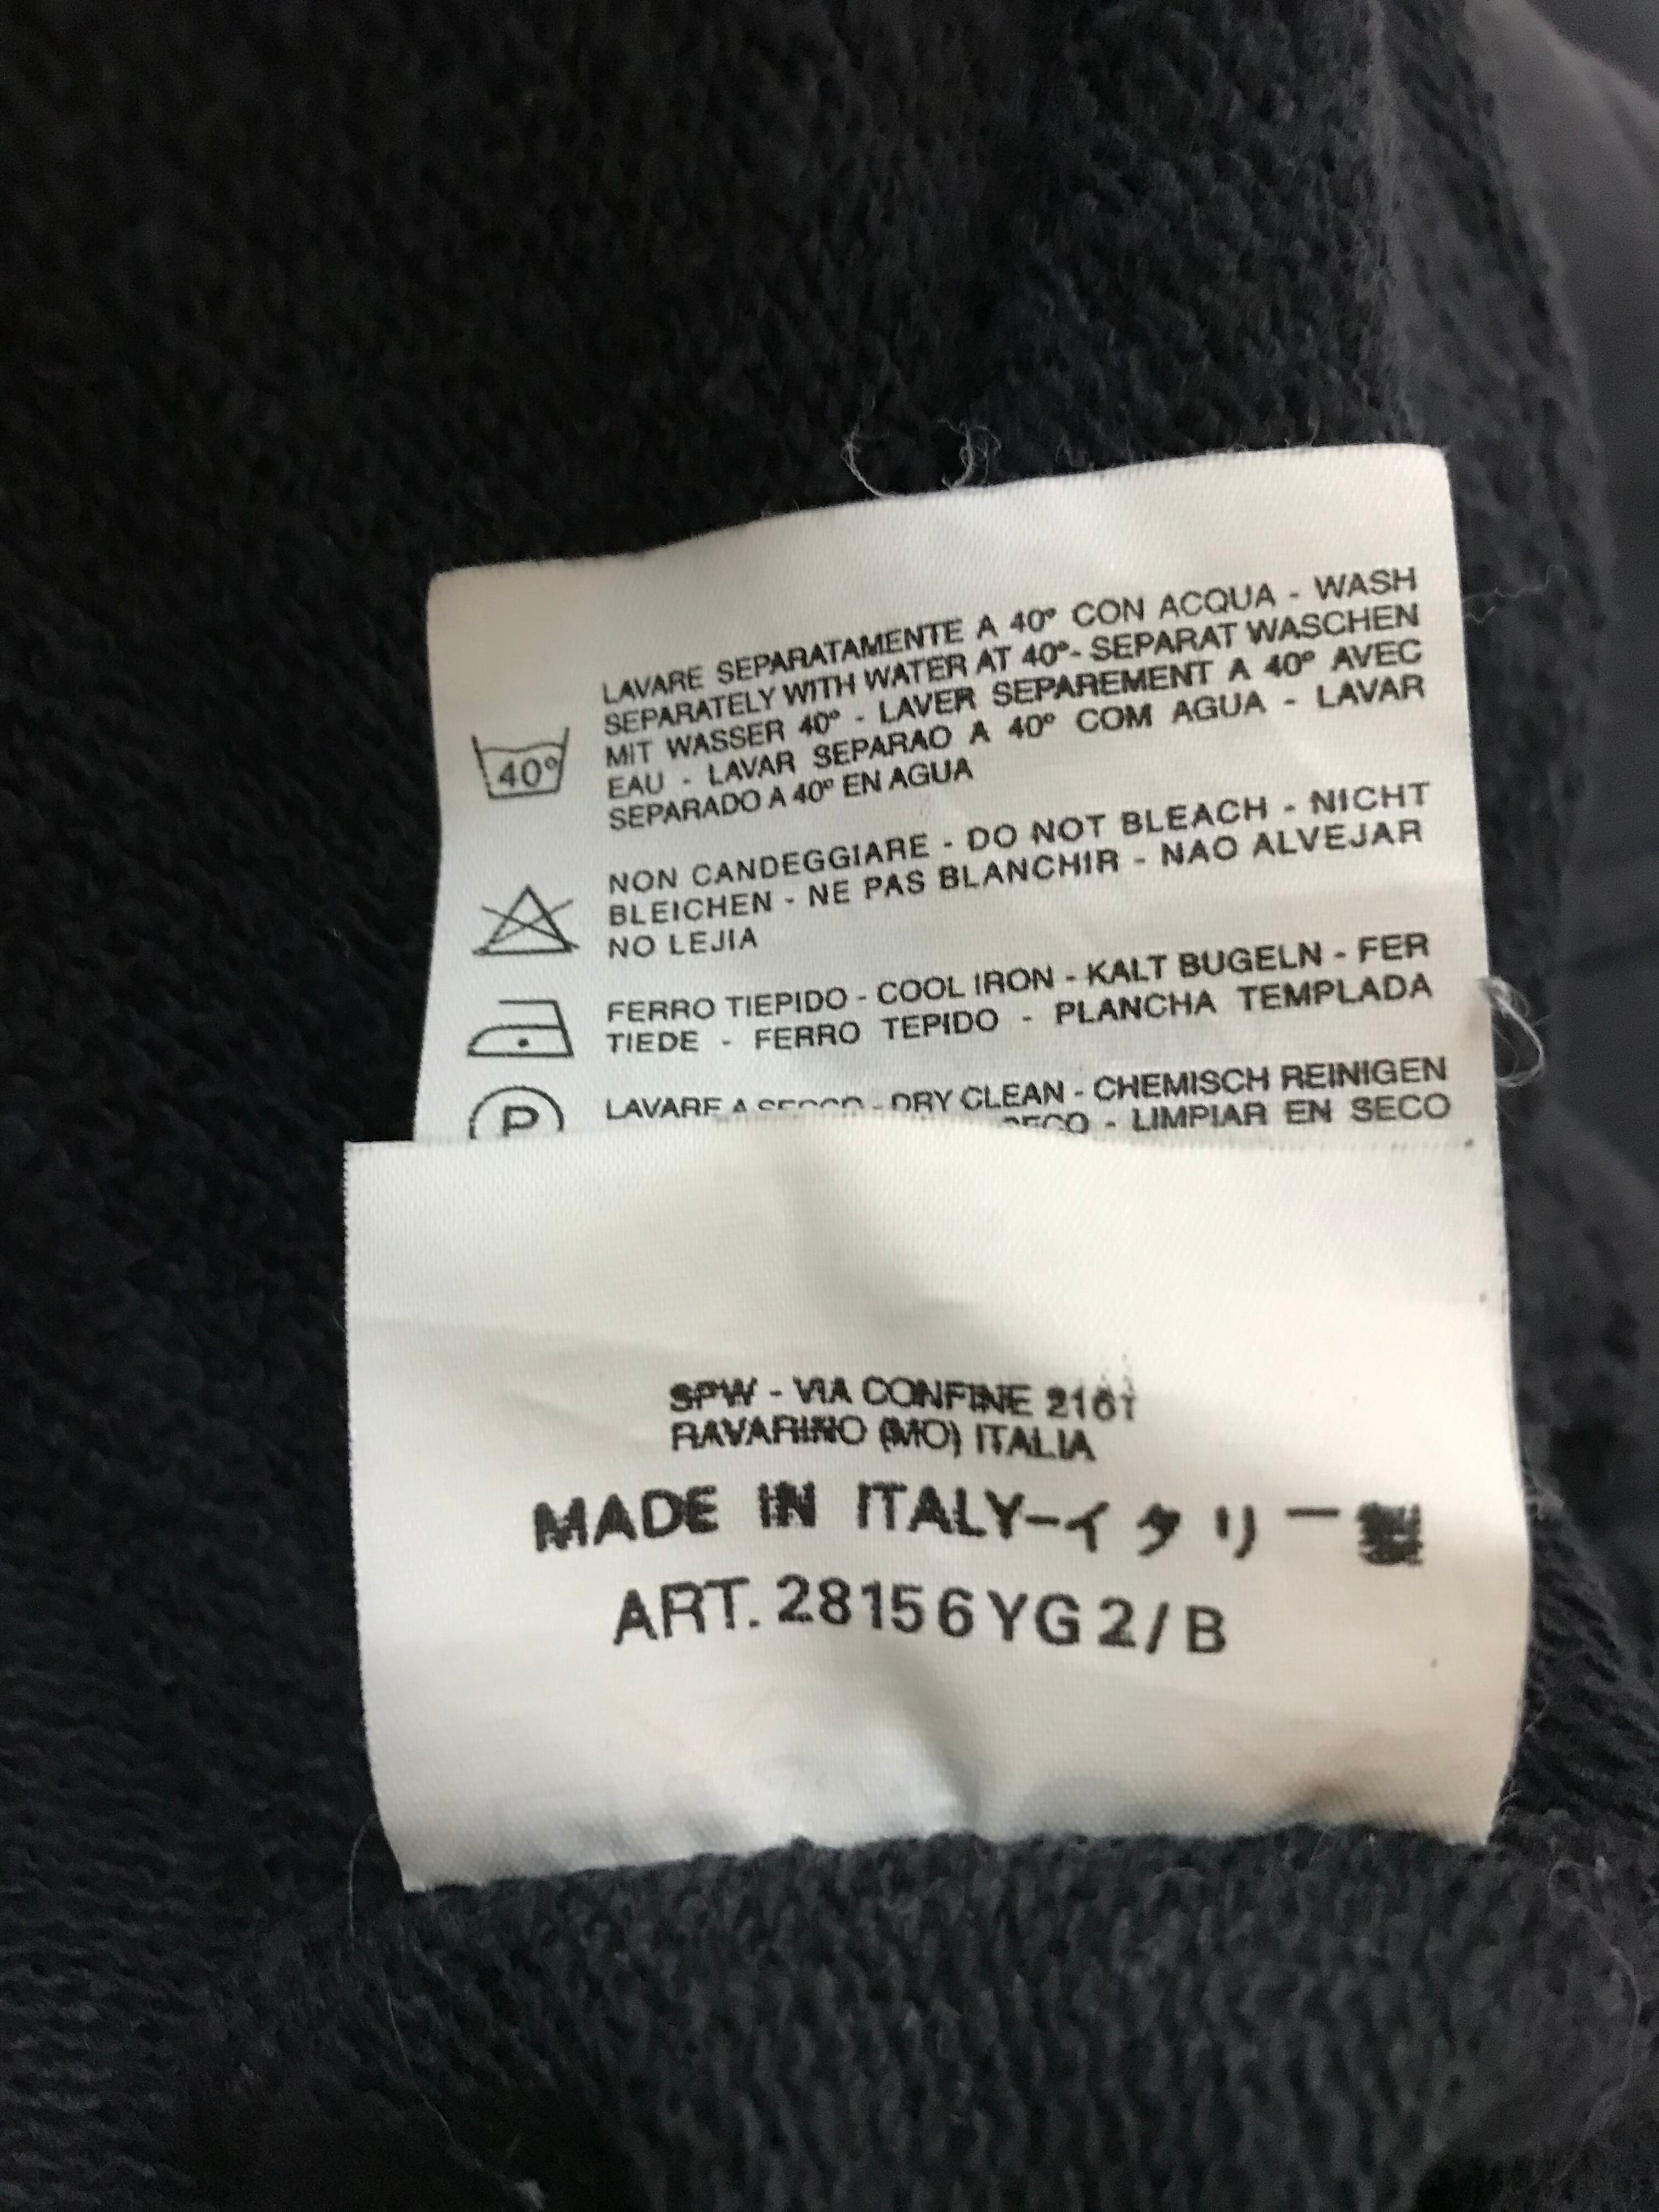 LAVARE SEPARATAMENTE A 40° CON ACQUA - WASH
SEPARATELY WITH WATER AT 40°- SEPARAT WASCHEN
MIT WASSER 40° - LAVER SEPAREMENT A 40° AVEC
EAU - LAVAR SEPARAO A 40° COM AGUA - LAVAR
SEPARADO A 40° EN AGUA
40°
NON CANDEGGIARE - DO NOT BLEACH - NICHT
BLEICHEN - NE PAS BLANCHIR - NAO ALVEJAR
NO LEJIA
FERRO TIEPIDO - COOL IRON - KALT BUGELN - FER
TIEDE - FERRO TEPIDO - PLANCHA TEMPLADA
P
LAVARE A SECCO - DRY CLEAN - CHEMISCH REINIGEN
SECO - LIMPIAR EN SECO
SPW - VIA CONFINE 2161
RAVARINO (MO) ITALIA
MADE IN ITALY-イタリー製
ART. 28156YG2/B